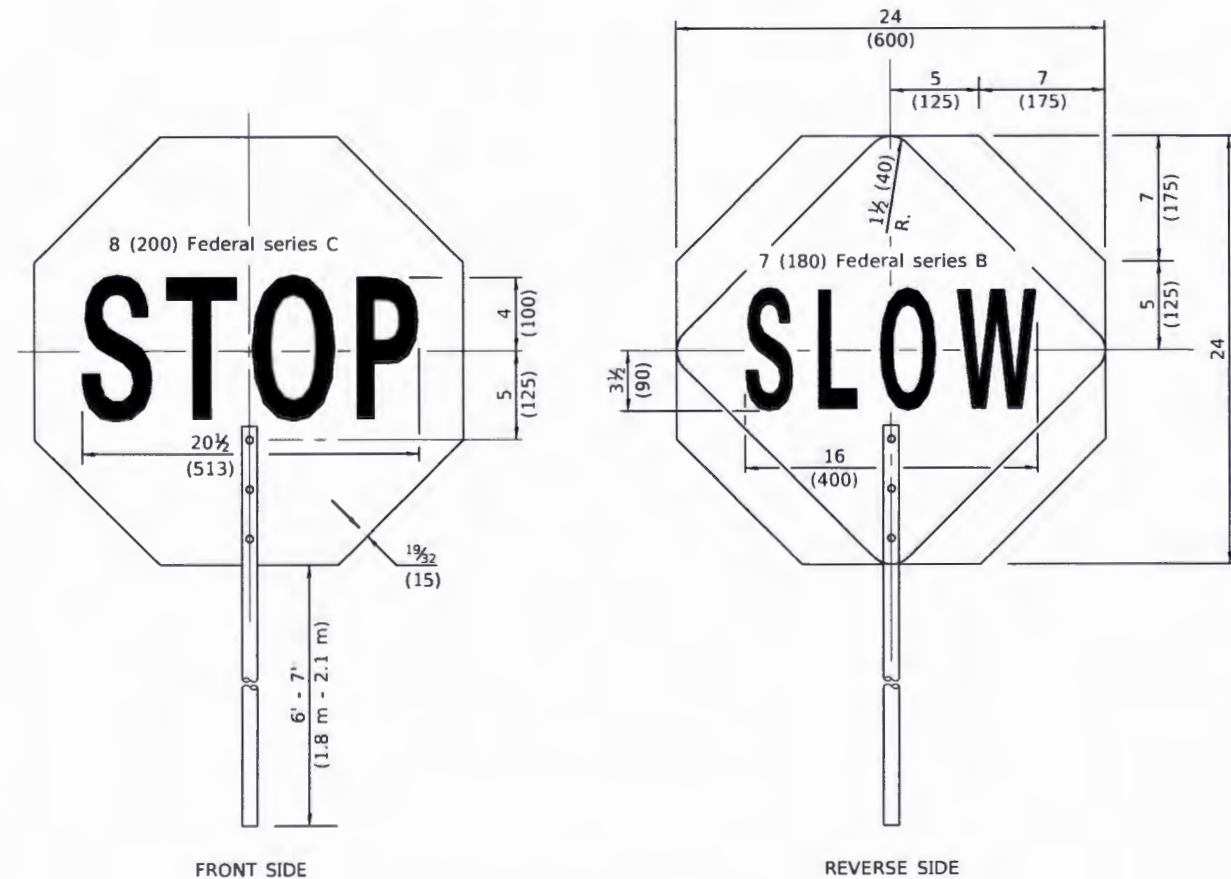 24
(600)
5
(125)
7
(175)
8 (200) Federal series C
STOP
4
(100)
5
(125)
20½
(513)
19/32
(15)
6' - 7'
(1.8 m - 2.1 m)
FRONT SIDE
1½ (40)
R.
7
(175)
5
(125)
24
7 (180) Federal series B
SLOW
3½
(90)
16
(400)
REVERSE SIDE